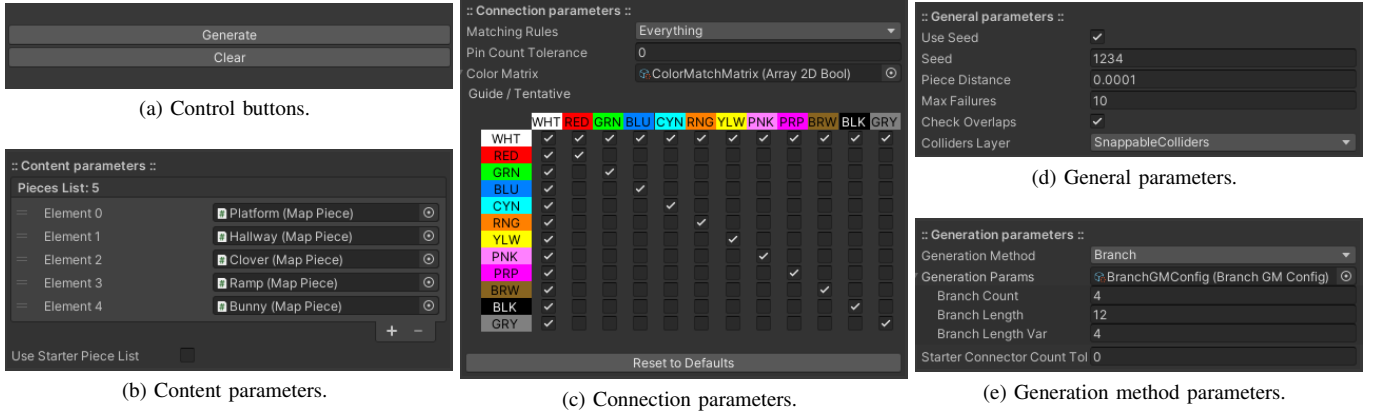 Generate
Clear
(a) Control buttons.
:: Content parameters ::
Pieces List: 5
Element 0 Platform (Map Piece)
Element 1 Hallway (Map Piece)
Element 2 Clover (Map Piece)
Element 3 Ramp (Map Piece)
Element 4 Bunny (Map Piece)
+ −
Use Starter Piece List
(b) Content parameters.
:: Connection parameters ::
Matching Rules Everything
Pin Count Tolerance 0
Color Matrix ColorMatchMatrix (Array 2D Bool)
Guide / Tentative
WHT RED GRN BLU CYN RNG YLW PNK PRP BRW BLK GRY
WHT
RED
GRN
BLU
CYN
RNG
YLW
PNK
PRP
BRW
BLK
GRY
Reset to Defaults
(c) Connection parameters.
:: General parameters ::
Use Seed
Seed 1234
Piece Distance 0.0001
Max Failures 10
Check Overlaps
Colliders Layer SnappableColliders
(d) General parameters.
:: Generation parameters ::
Generation Method Branch
Generation Params BranchGMConfig (Branch GM Config)
Branch Count 4
Branch Length 12
Branch Length Var 4
Starter Connector Count Tol 0
(e) Generation method parameters.